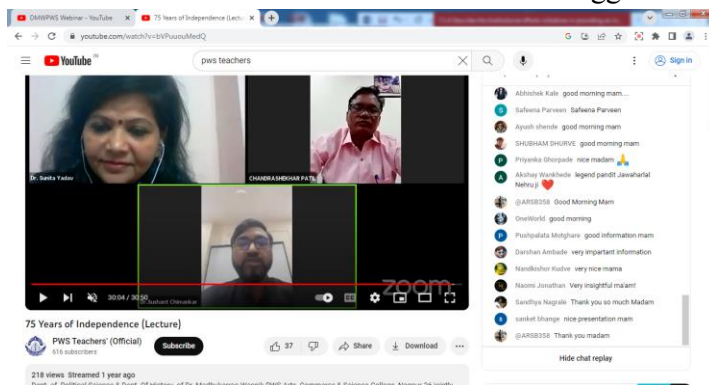 DMWPWS Webinar - YouTube
75 Years of Independence (Lectu
youtube.com/watch?v=bVPuuouMedQ
YouTube
pws teachers
Sign in
Dr. Sunita Yadav
CHANDRASHEKHAR PATIL
Dr. Sushant Chimankar
zoom
30:04 / 30:50
75 Years of Independence (Lecture)
PWS Teachers' (Official)
616 subscribers
Subscribe
37
Share
Download
218 views Streamed 1 year ago
Abhishek Kale good morning mam....
Safeena Parveen Safeena Parveen
Ayush shende good morning mam
SHUBHAM DHURVE good morning mam
Priyanka Ghorpade nice madam 🙏
Akshay Wankhede legend pandit Jawaharlal
Nehru ji ❤️
@ARSB358 Good Morning Mam
OneWorld good morning
Pushpalata Motghare good information mam
Darshan Ambade very impartant information
Nandkishor Kudve very nice mama
Naomi Jonathan Very insightful ma'am!
Sandhya Nagrale Thank you so much Madam
sanket bhange nice presentation mam
@ARSB358 Thank you madam
Hide chat replay